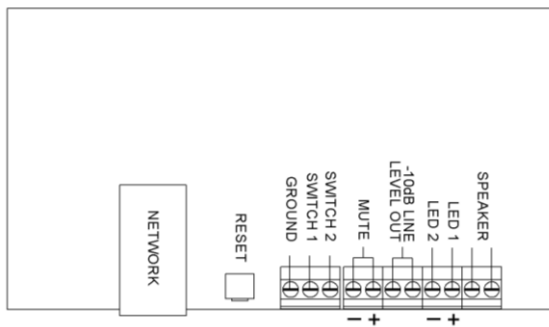 NETWORK
RESET
GROUND
SWITCH 1
SWITCH 2
MUTE
-10dB LINE
LEVEL OUT
LED 2
LED 1
SPEAKER
− + − +